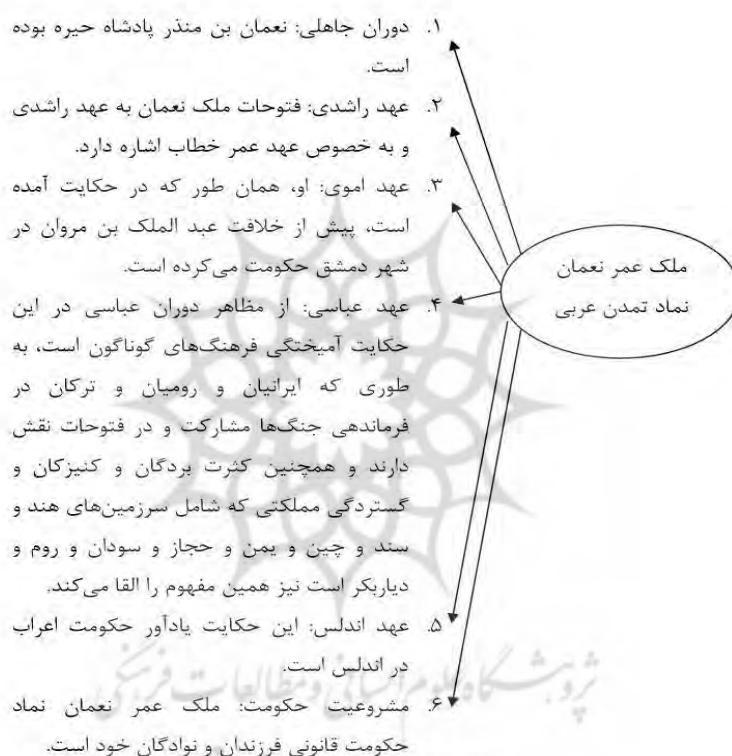 ۱. دوران جاهلی: نعمان بن منذر پادشاه حیره بوده
است.
۲. عهد راشدی: فتوحات ملک نعمان به عهد راشدی
و به خصوص عهد عمر خطاب اشاره دارد.
۳. عهد اموی: او، همان طور که در حکایت آمده
است، پیش از خلافت عبد الملک بن مروان در
شهر دمشق حکومت می‌کرده است.
۴. عهد عباسی: از مظاهر دوران عباسی در این
حکایت آمیختگی فرهنگ‌های گوناگون است، به
طوری که ایرانیان و رومیان و ترکان در
فرماندهی جنگ‌ها مشارکت و در فتوحات نقش
دارند و همچنین کثرت بردگان و کنیزکان و
گستردگی مملکتی که شامل سرزمین‌های هند و
سند و چین و یمن و حجاز و سودان و روم و
دیاربکر است نیز همین مفهوم را القا می‌کند.
۵. عهد اندلس: این حکایت یادآور حکومت اعراب
در اندلس است.
۶. مشروعیت حکومت: ملک عمر نعمان نماد
حکومت قانونی فرزندان و نوادگان خود است.
ملک عمر نعمان
نماد تمدن عربی
پژوهشگاه علوم انسانی و مطالعات فرهنگی